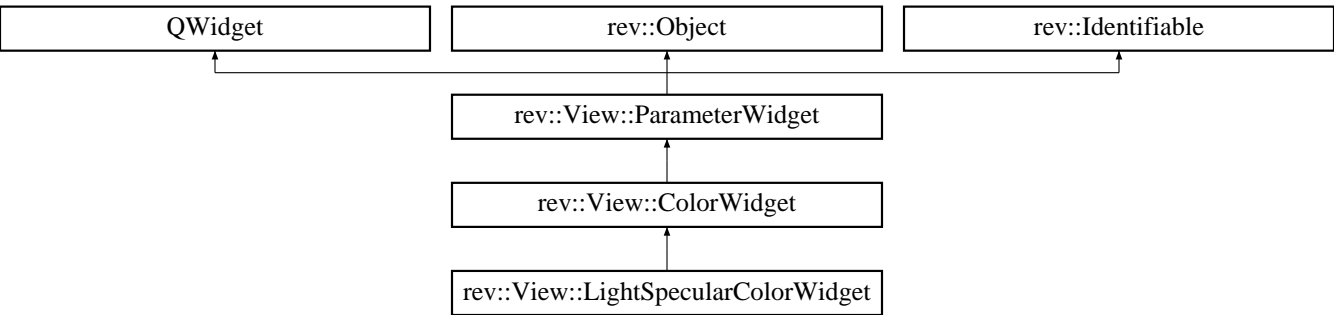 QWidget
rev::Object
rev::Identifiable
rev::View::ParameterWidget
rev::View::ColorWidget
rev::View::LightSpecularColorWidget